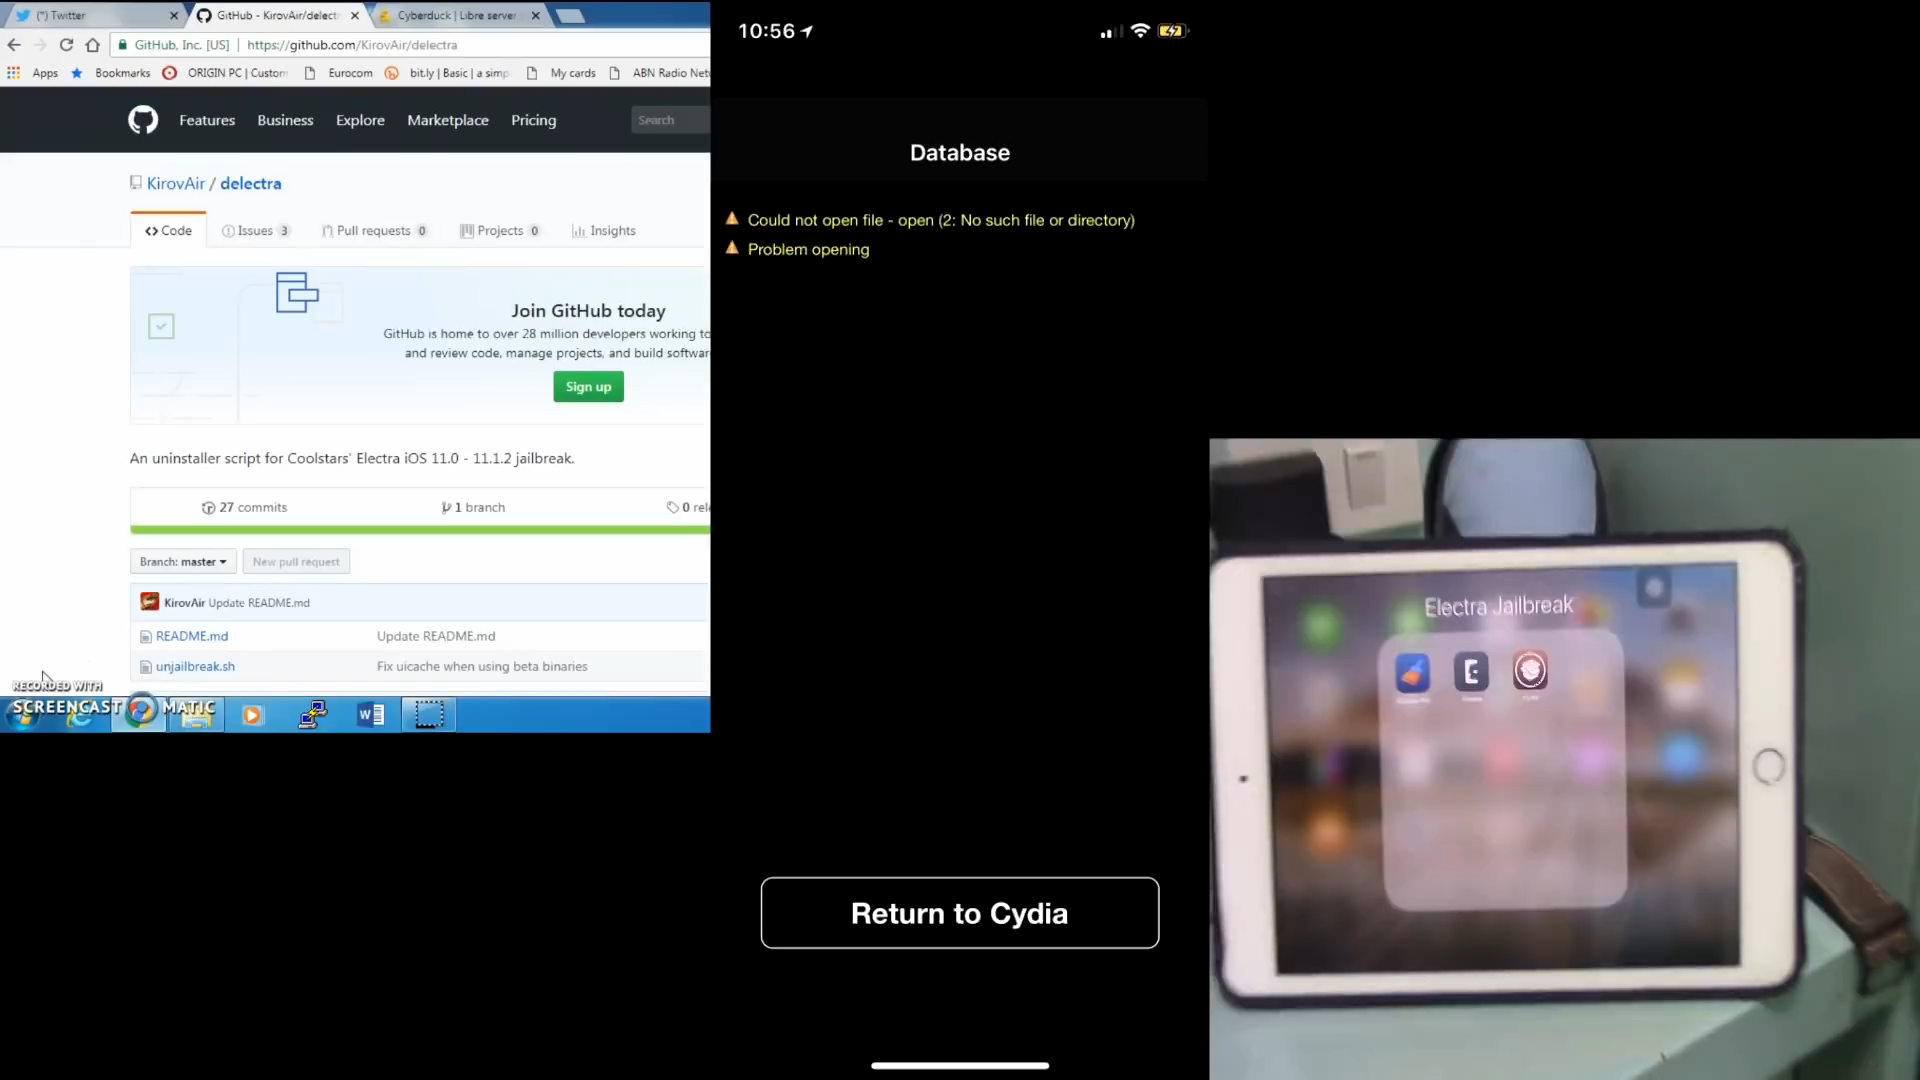 (*) Twitter
GitHub - KirovAir/delect
Cyberduck | Libre server
GitHub, Inc. [US]
https://github.com/KirovAir/delectra
Apps
Bookmarks
ORIGIN PC | Custom
Eurocom
bit.ly | Basic | a simp
My cards
ABN Radio Net
Features
Business
Explore
Marketplace
Pricing
Search
KirovAir / delectra
Code
Issues 3
Pull requests 0
Projects 0
Insights
Join GitHub today
GitHub is home to over 28 million developers working to
and review code, manage projects, and build softwar
Sign up
An uninstaller script for Coolstars' Electra iOS 11.0 - 11.1.2 jailbreak.
27 commits
1 branch
0 rel
Branch: master
New pull request
KirovAir Update README.md
README.md
Update README.md
unjailbreak.sh
Fix uicache when using beta binaries
RECORDED WITH
SCREENCAST MATIC
10:56
Database
Could not open file - open (2: No such file or directory)
Problem opening
Return to Cydia
Electra Jailbreak